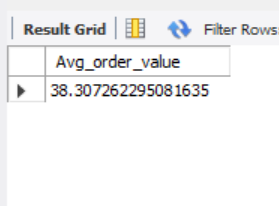 Result Grid Filter Rows:
Avg_order_value
38.307262295081635